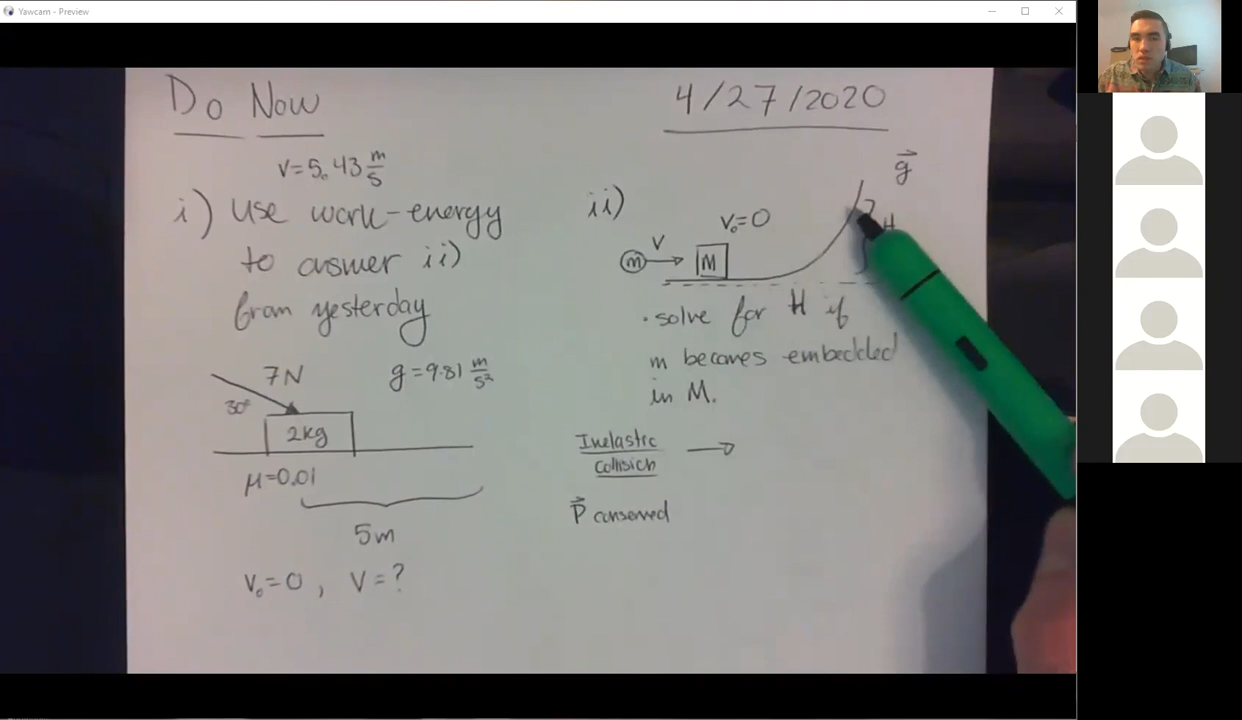 Yawcam - Preview
Do Now
4/27/2020
v=5.43 m/s
i) Use work-energy
to answer ii)
from yesterday
7N
30°
2kg
g=9.81 m/s²
μ=0.01
5m
v₀=0, v=?
ii)
g⃗
v₀=0
m
v
M
H
• solve for H if
m becomes embedded
in M.
Inelastic
Collision
P⃗ conserved